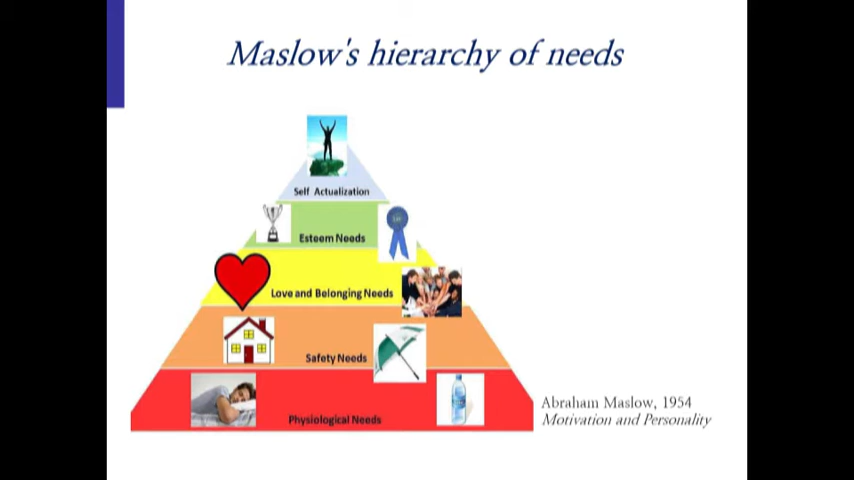 Maslow's hierarchy of needs
Self Actualization
Esteem Needs
Love and Belonging Needs
Safety Needs
Physiological Needs
Abraham Maslow, 1954
Motivation and Personality